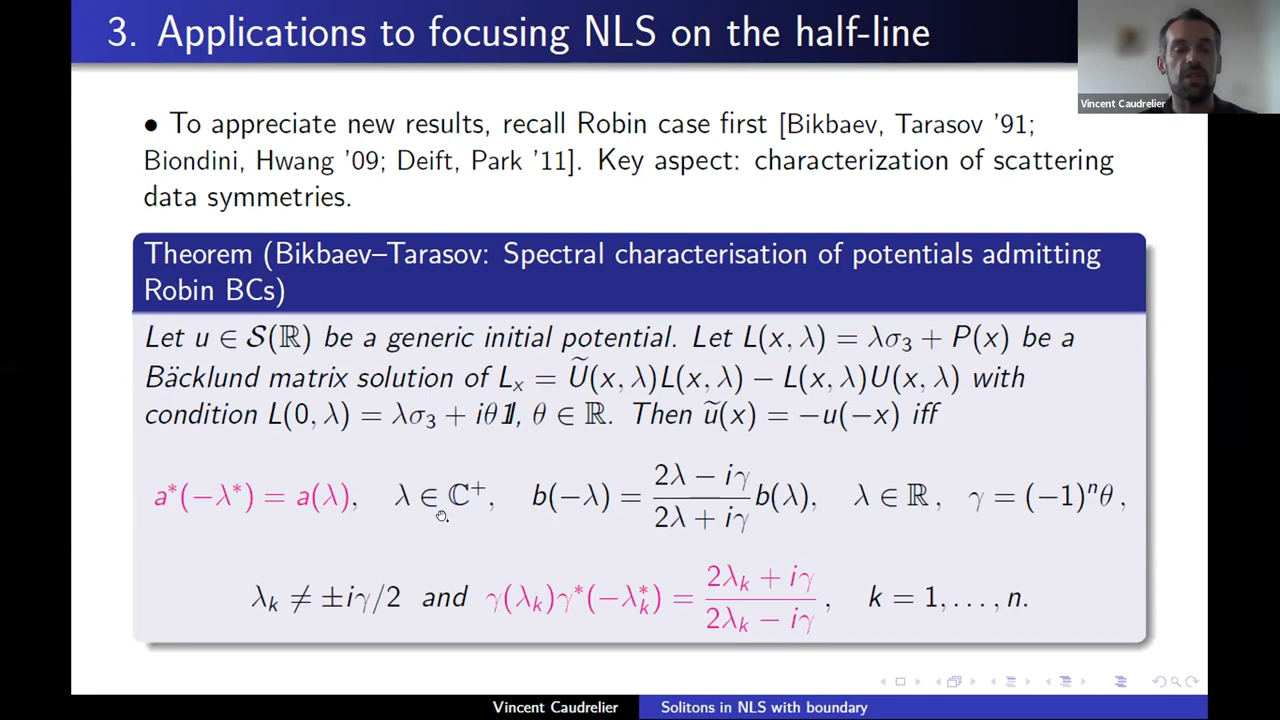 3. Applications to focusing NLS on the half-line
Vincent Caudrelier
• To appreciate new results, recall Robin case first [Bikbaev, Tarasov '91;
Biondini, Hwang '09; Deift, Park '11]. Key aspect: characterization of scattering
data symmetries.
Theorem (Bikbaev–Tarasov: Spectral characterisation of potentials admitting
Robin BCs)
Let u ∈ 𝒮(ℝ) be a generic initial potential. Let L(x, λ) = λσ₃ + P(x) be a
Bäcklund matrix solution of Lₓ = Ũ(x, λ)L(x, λ) − L(x, λ)U(x, λ) with
condition L(0, λ) = λσ₃ + iθ𝟙, θ ∈ ℝ. Then ũ(x) = −u(−x) iff
a*(−λ*) = a(λ), λ ∈ ℂ⁺, b(−λ) = (2λ − iγ)/(2λ + iγ) b(λ), λ ∈ ℝ, γ = (−1)ⁿθ,
λₖ ≠ ±iγ/2 and γ(λₖ)γ*(−λₖ*) = (2λₖ + iγ)/(2λₖ − iγ), k = 1, . . . , n.
Vincent Caudrelier Solitons in NLS with boundary